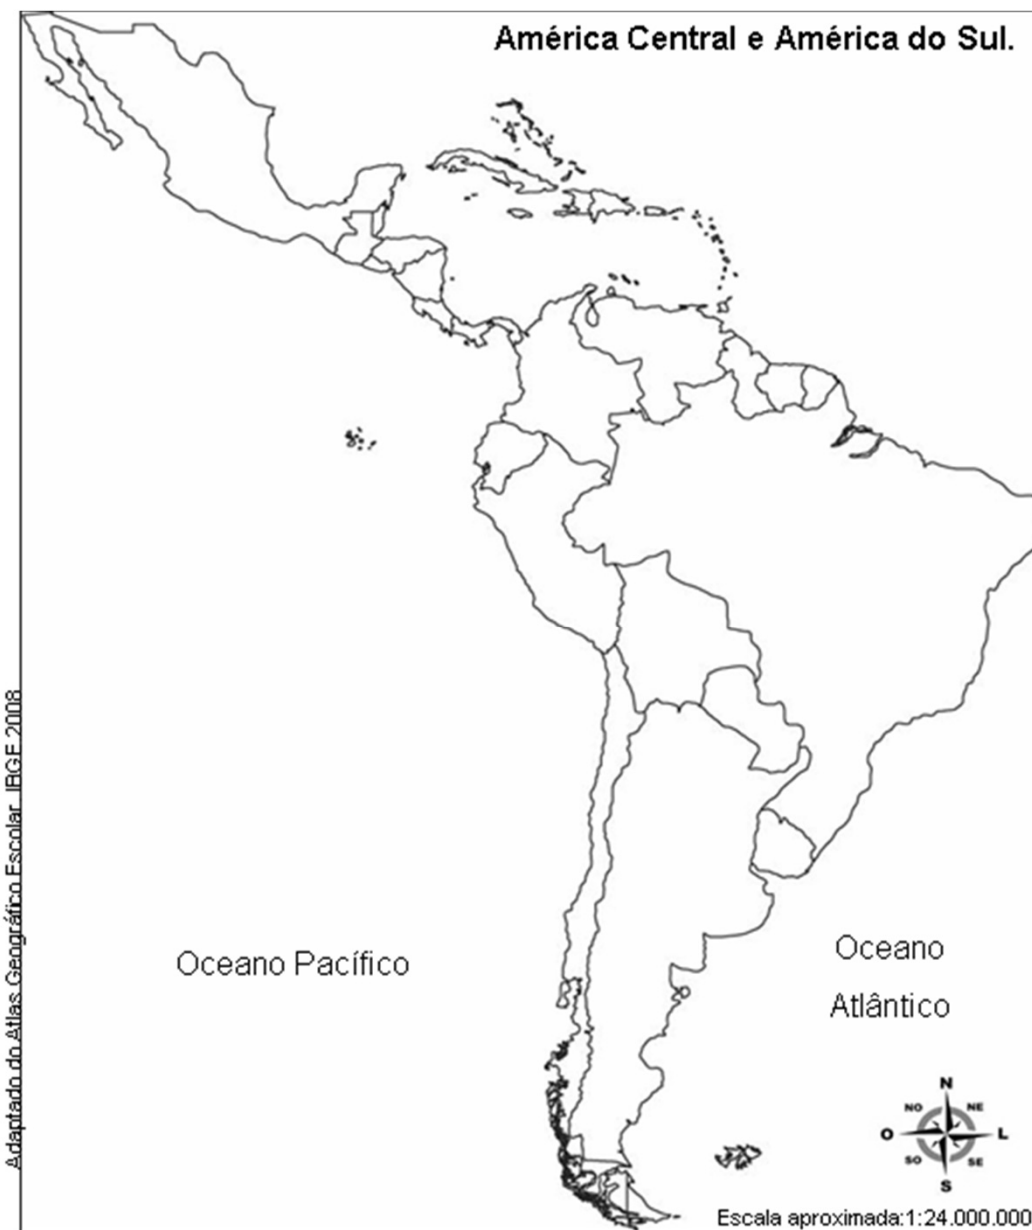 América Central e América do Sul.
Adaptado do Atlas Geográfico Escolar IBGE 2008
Oceano Pacífico
Oceano
Atlântico
N
NO NE
O L
SO SE
S
Escala aproximada:1:24.000.000